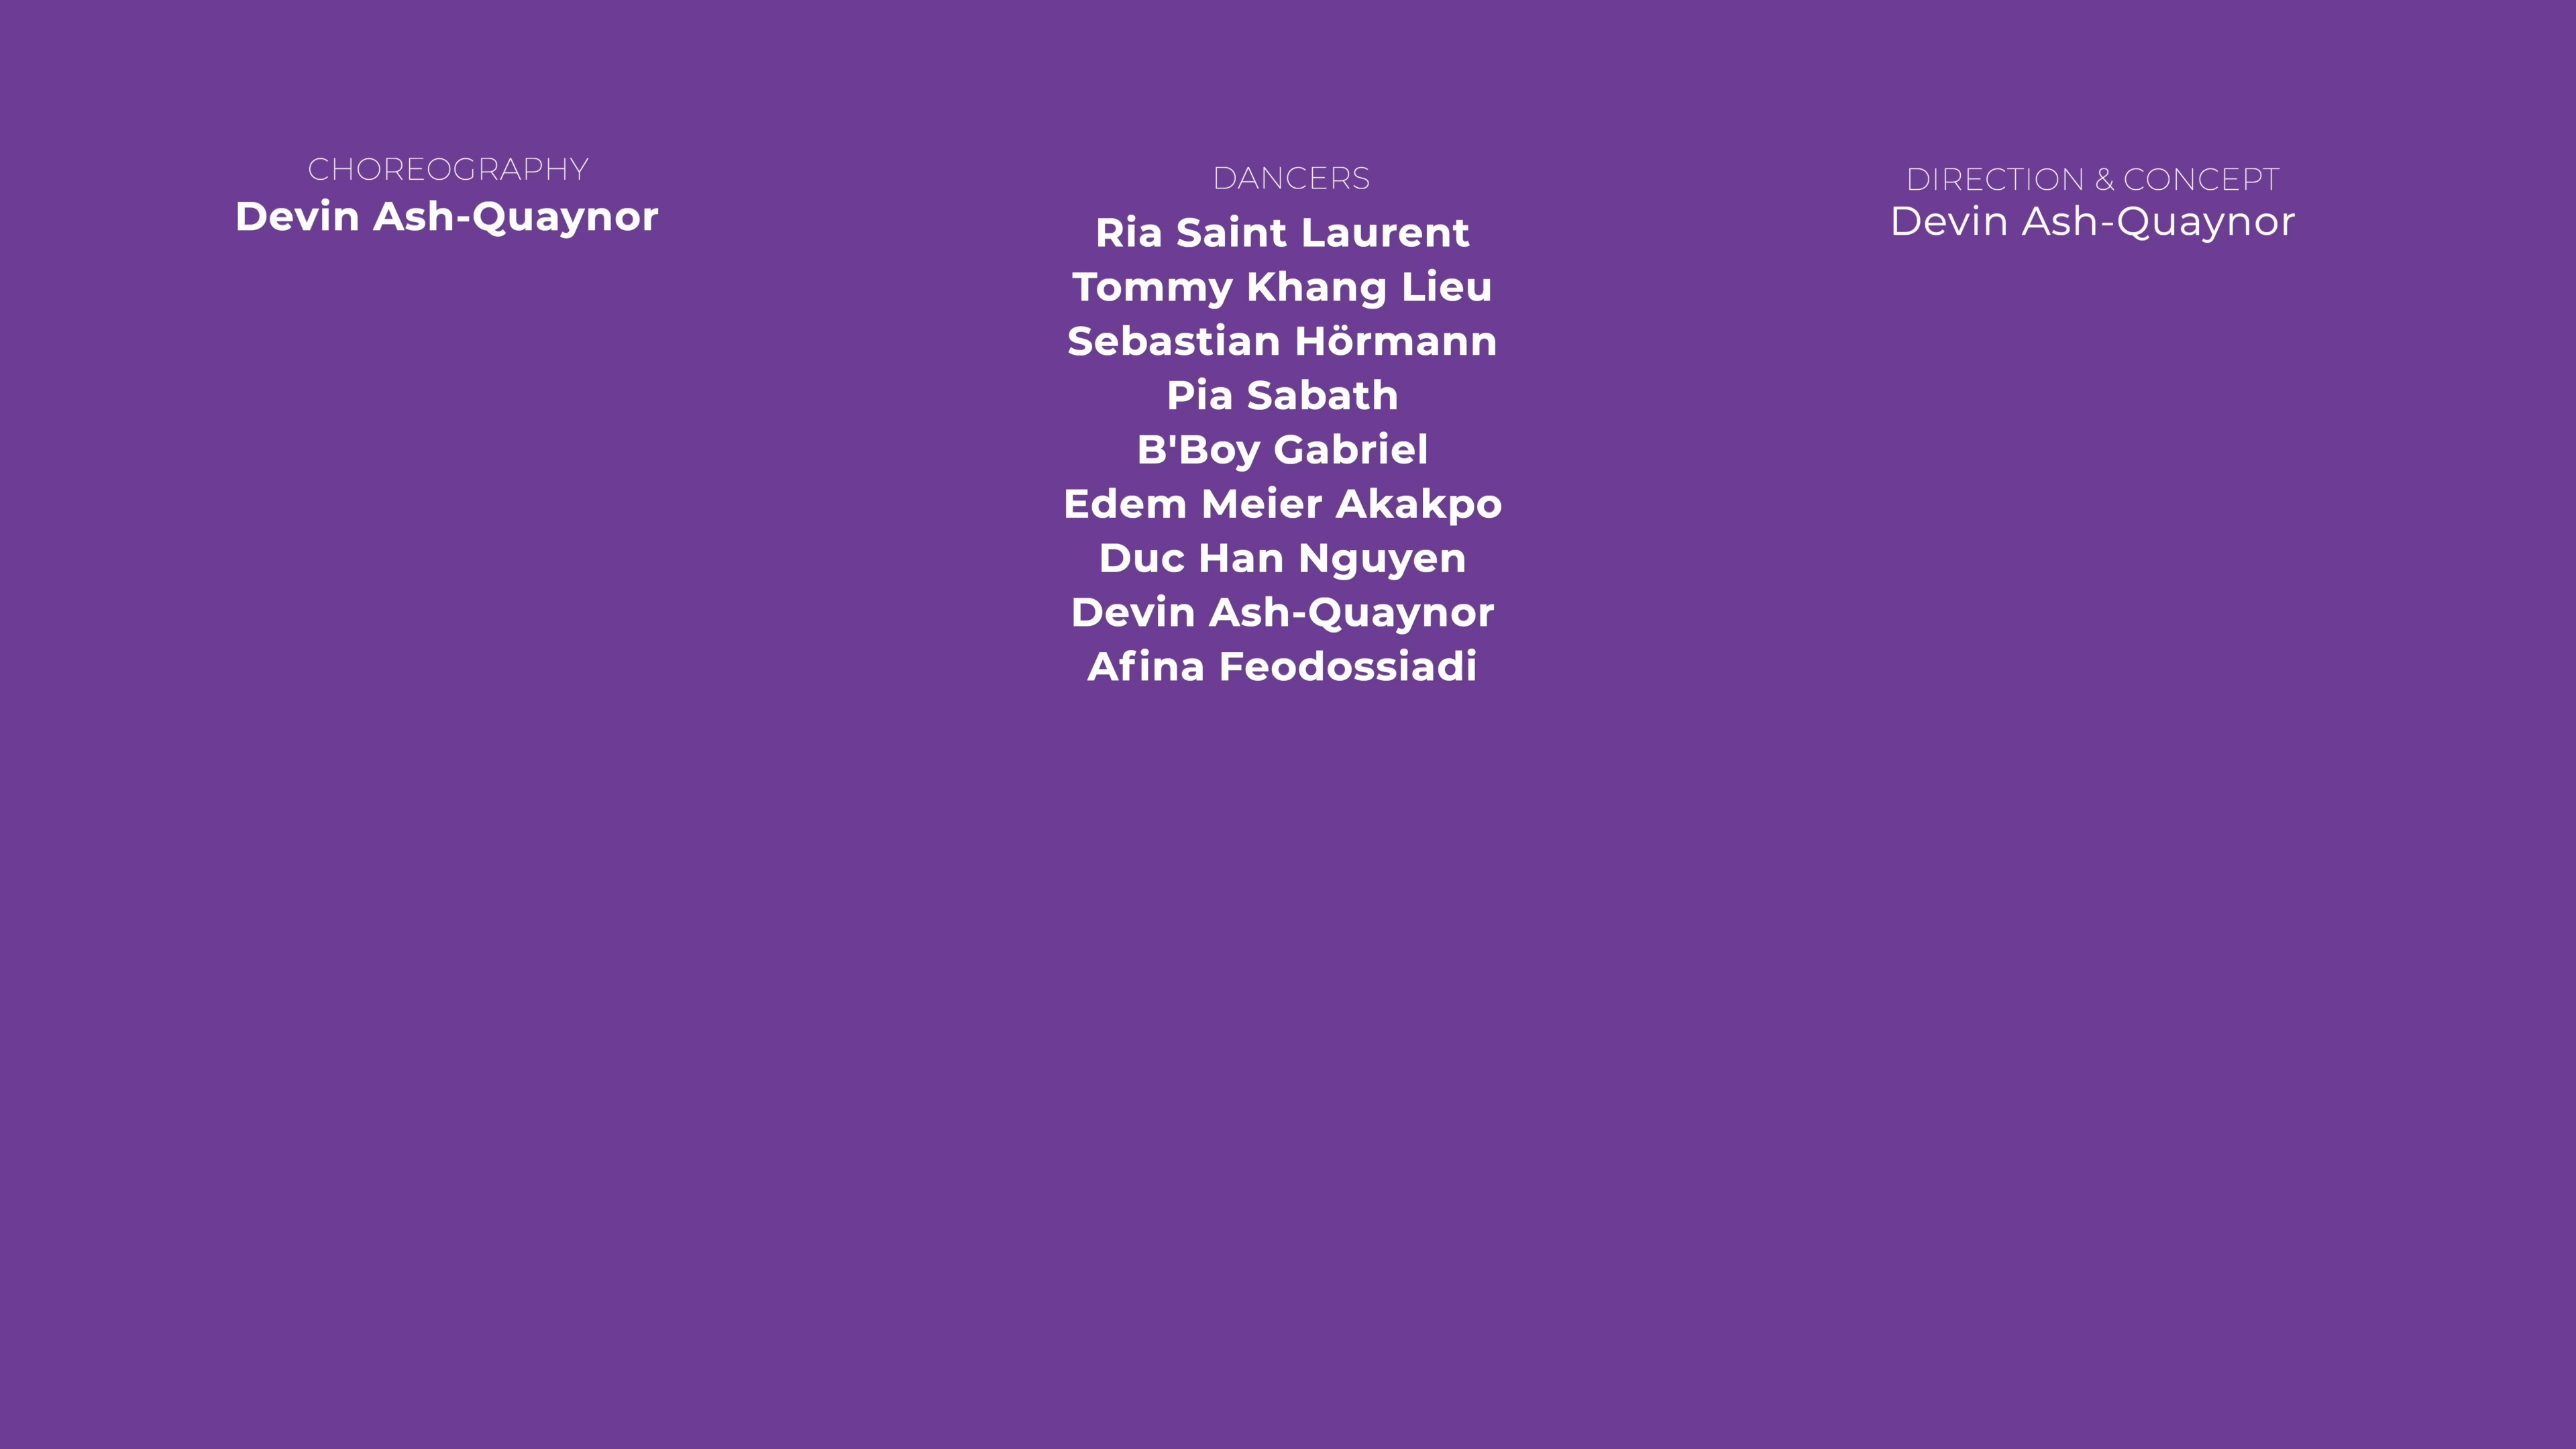 CHOREOGRAPHY
Devin Ash-Quaynor
DANCERS
Ria Saint Laurent
Tommy Khang Lieu
Sebastian Hörmann
Pia Sabath
B'Boy Gabriel
Edem Meier Akakpo
Duc Han Nguyen
Devin Ash-Quaynor
Afina Feodossiadi
DIRECTION & CONCEPT
Devin Ash-Quaynor